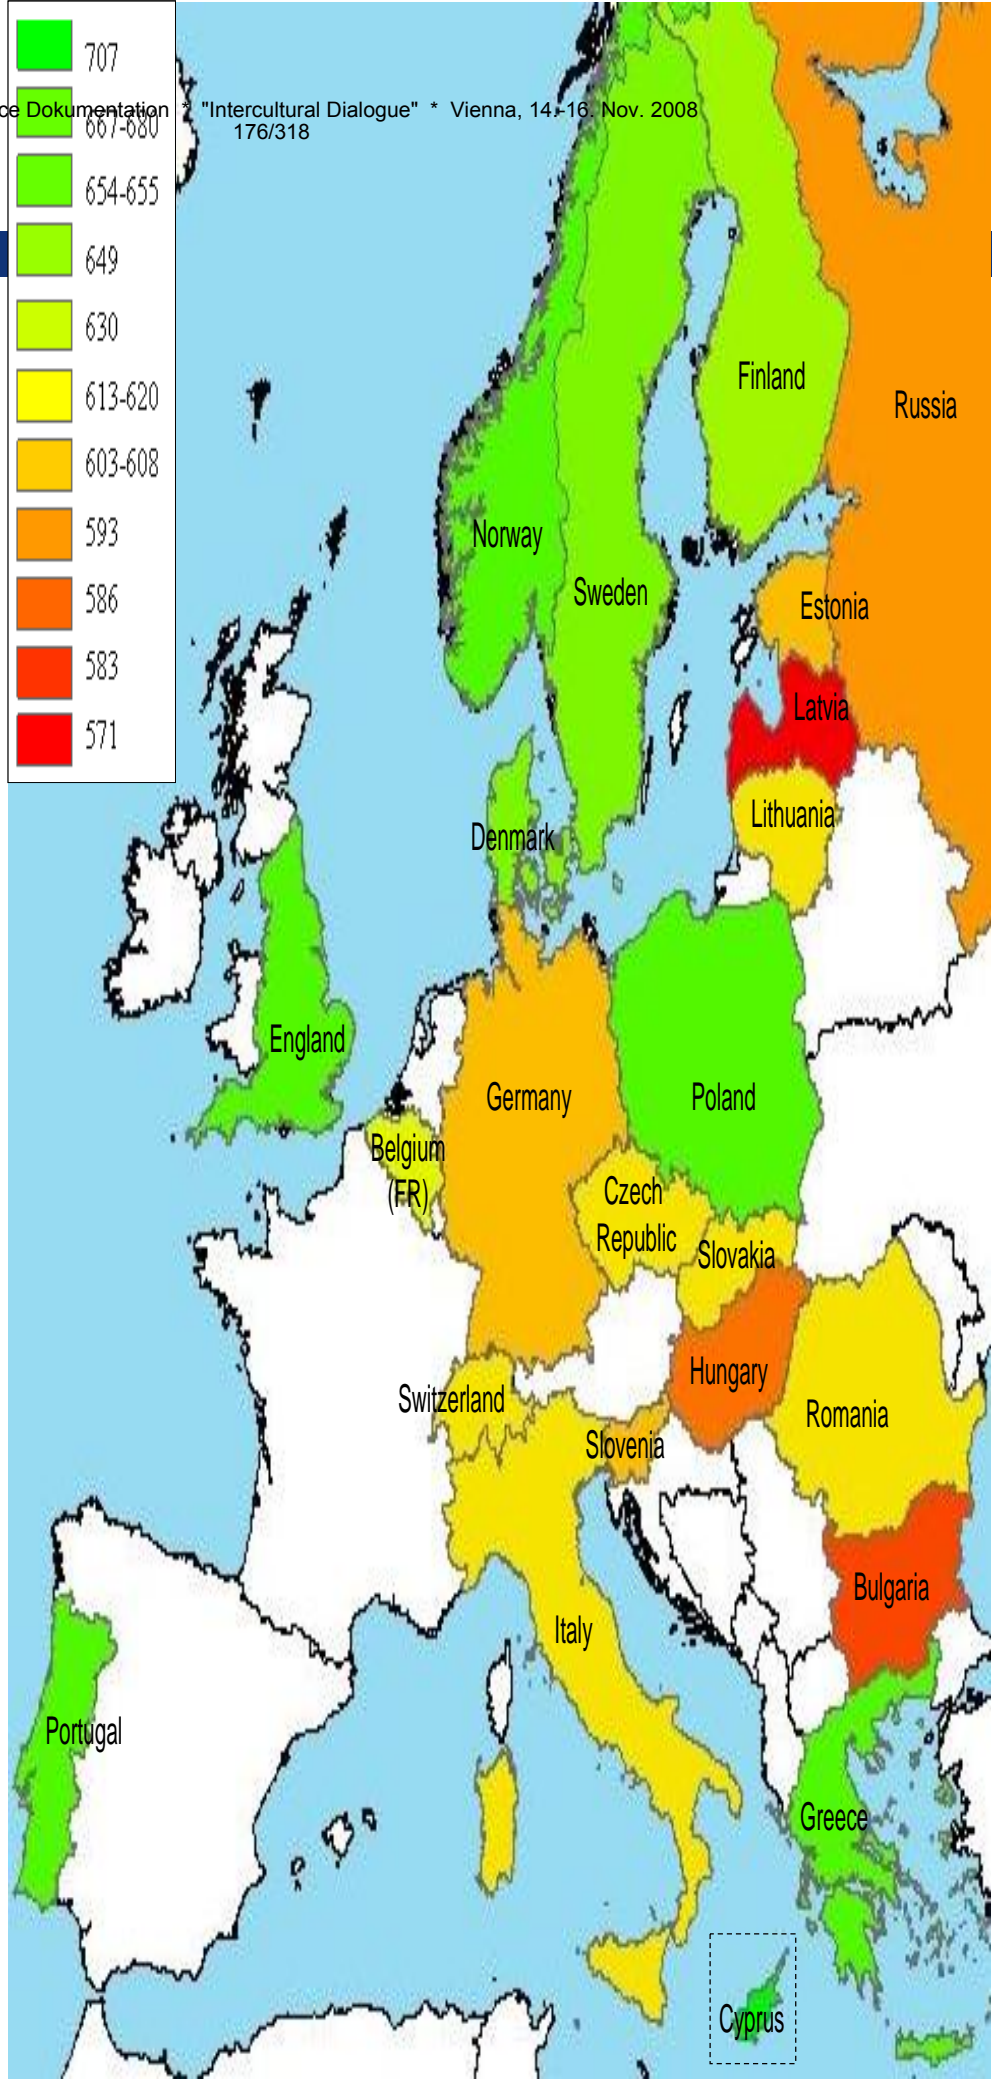 707
ce Dokumentation * "Intercultural Dialogue" * Vienna, 14.-16. Nov. 2008
667-680
176/318
654-655
649
630
613-620
603-608
593
586
583
571
Finland
Russia
Norway
Sweden
Estonia
Latvia
Lithuania
Denmark
England
Germany
Poland
Belgium
(FR)
Czech
Republic
Slovakia
Hungary
Switzerland
Romania
Slovenia
Bulgaria
Italy
Portugal
Greece
Cyprus